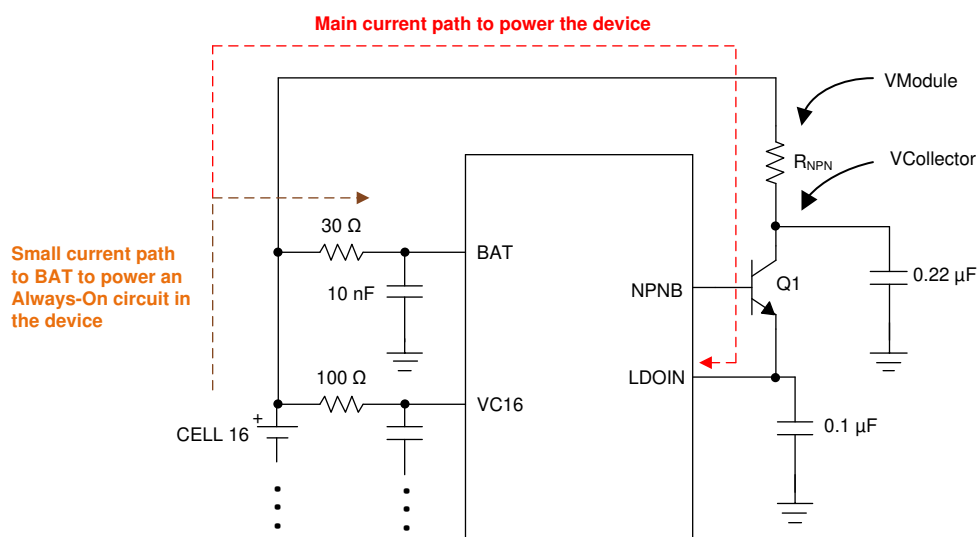 Main current path to power the device
VModule
R_NPN
VCollector
30 Ω
BAT
Small current path
to BAT to power an
Always-On circuit in
the device
10 nF
NPNB
Q1
0.22 µF
100 Ω
LDOIN
VC16
+
CELL 16
0.1 µF